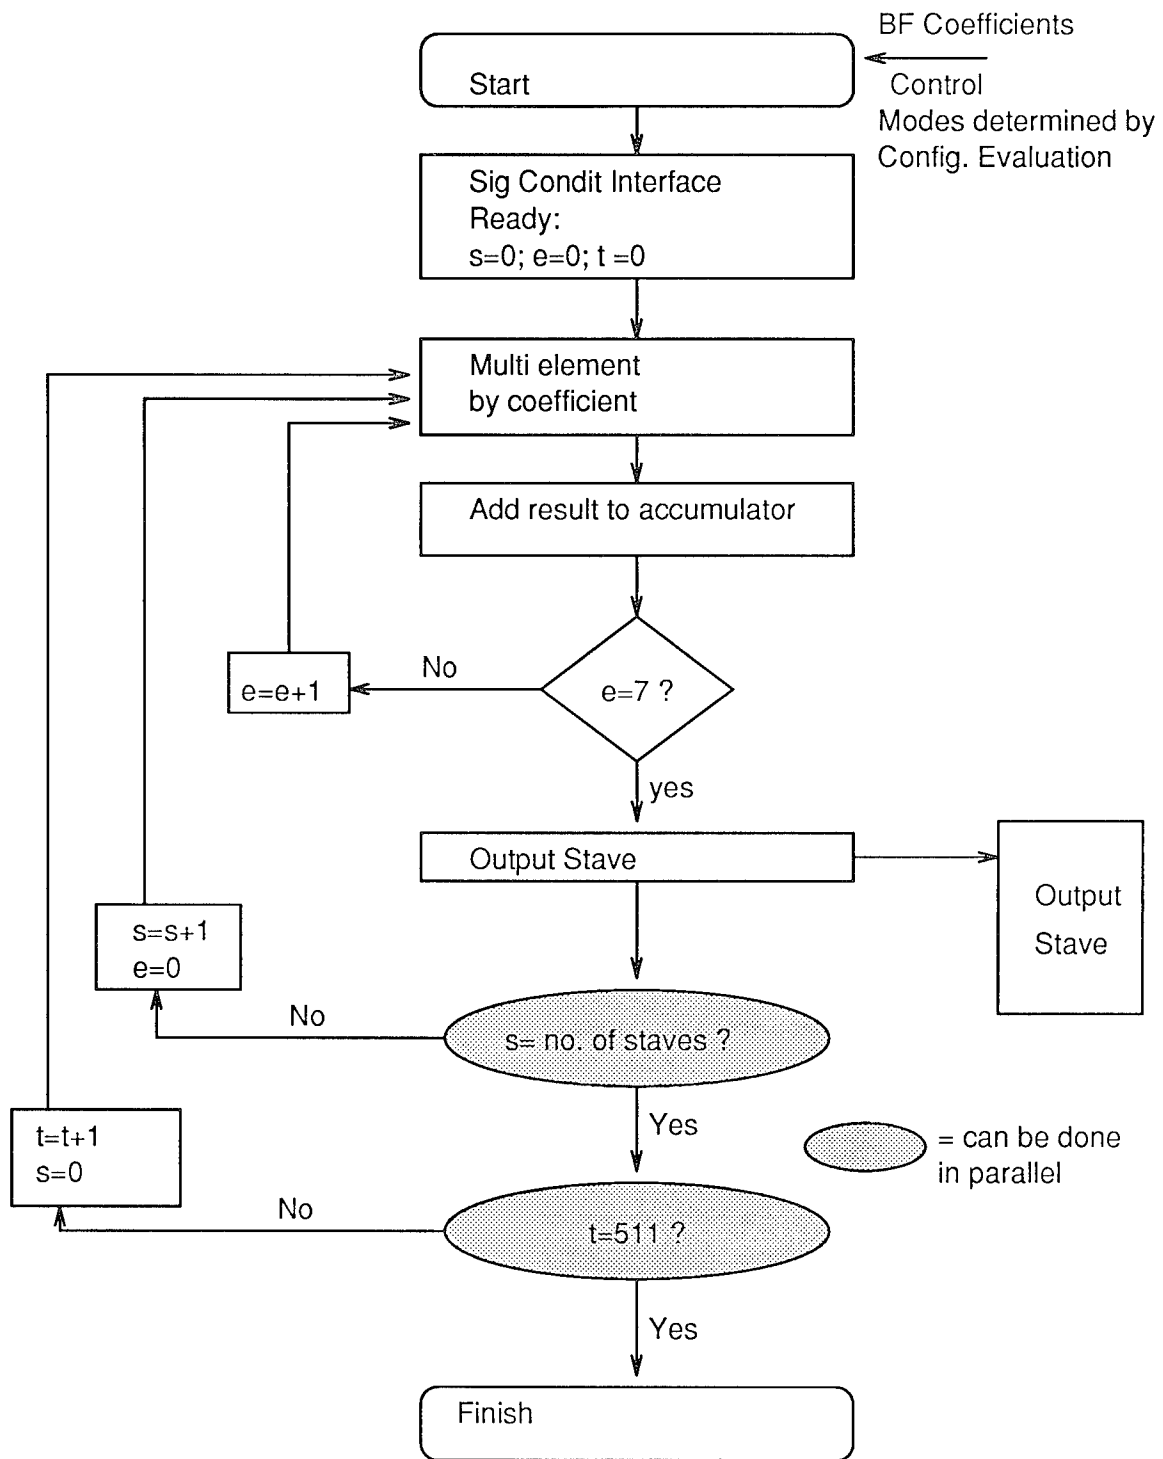 BF Coefficients
Start
Control
Modes determined by
Config. Evaluation
Sig Condit Interface
Ready:
s=0; e=0; t =0
Multi element
by coefficient
Add result to accumulator
No
e=e+1
e=7 ?
yes
Output Stave
Output
Stave
s=s+1
e=0
No
s= no. of staves ?
Yes
t=t+1
s=0
= can be done
in parallel
No
t=511 ?
Yes
Finish